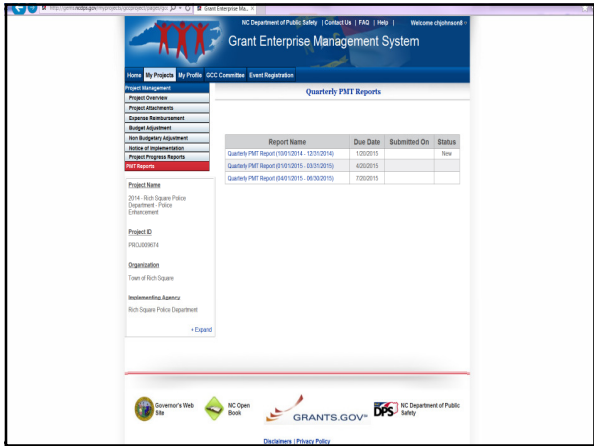 NC Department of Public Safety | Contact Us | FAQ | Help | Welcome chjohnson8
Grant Enterprise Management System
Home My Projects My Profile GCC Committee Event Registration
Project Management
Project Overview
Project Attachments
Expense Reimbursement
Budget Adjustment
Non Budgetary Adjustment
Notice of Implementation
Project Progress Reports
PMT Reports
Quarterly PMT Reports
Report Name Due Date Submitted On Status
Quarterly PMT Report (10/01/2014 - 12/31/2014) 1/20/2015 New
Quarterly PMT Report (01/01/2015 - 03/31/2015) 4/20/2015
Quarterly PMT Report (04/01/2015 - 06/30/2015) 7/20/2015
Project Name
2014 - Rich Square Police
Department - Police
Enhancement
Project ID
Organization
Town of Rich Square
Implementing Agency
Rich Square Police Department
+ Expand
Governor's Web
Site
NC Open
Book
GRANTS.GOV
DPS
NC Department of Public
Safety
Disclaimers | Privacy Policy